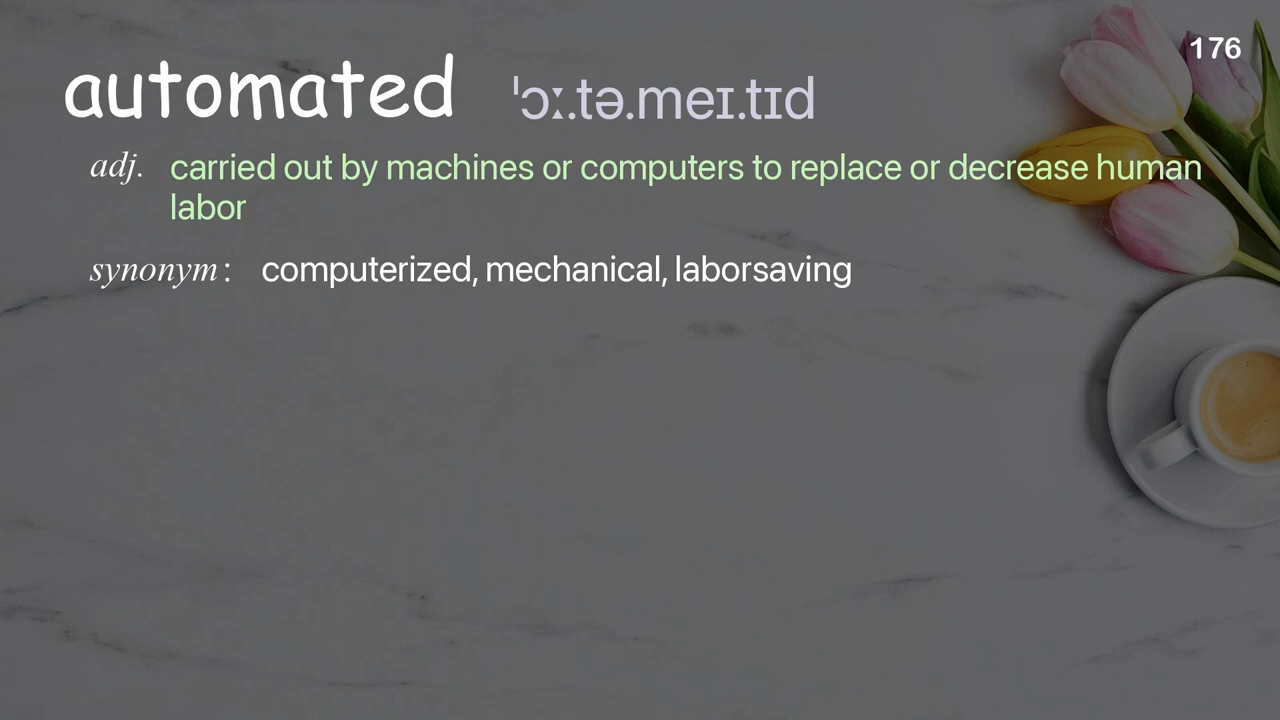 176
automated ˈɔː.tə.meɪ.tɪd
adj. carried out by machines or computers to replace or decrease human
labor
synonym: computerized, mechanical, laborsaving